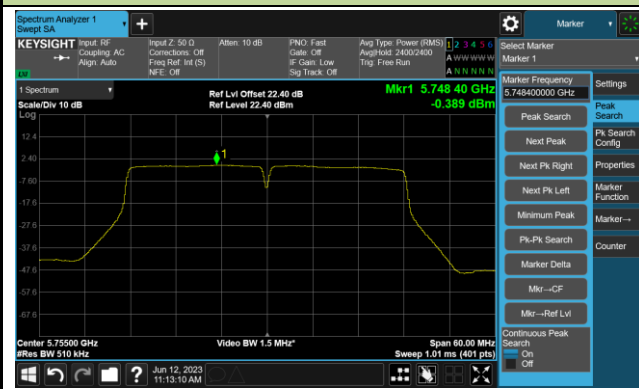 Spectrum Analyzer 1
Swept SA
+
Marker
KEYSIGHT
Input: RF
Coupling: AC
Align: Auto
Input Z: 50 Ω
Corrections: Off
Freq Ref: Int (S)
NFE: Off
Atten: 10 dB
PNO: Fast
Gate: Off
IF Gain: Low
Sig Track: Off
Avg Type: Power (RMS)
Avg|Hold: 2400/2400
Trig: Free Run
1 2 3 4 5 6
A W W W W W
A N N N N N
Select Marker
Marker 1
LXI
1 Spectrum
Scale/Div 10 dB
Log
Ref Lvl Offset 22.40 dB
Ref Level 22.40 dBm
Mkr1 5.748 40 GHz
-0.389 dBm
1
12.4
2.40
-7.60
-17.6
-27.6
-37.6
-47.6
-57.6
-67.6
Center 5.75500 GHz
#Res BW 510 kHz
Video BW 1.5 MHz*
Span 60.00 MHz
Sweep 1.01 ms (401 pts)
Marker Frequency
5.748400000 GHz
Peak Search
Next Peak
Next Pk Right
Next Pk Left
Minimum Peak
Pk-Pk Search
Marker Delta
Mkr→CF
Mkr→Ref Lvl
Continuous Peak
Search
On
Off
Settings
Peak
Search
Pk Search
Config
Properties
Marker
Function
Marker→
Counter
?
Jun 12, 2023
11:13:10 AM